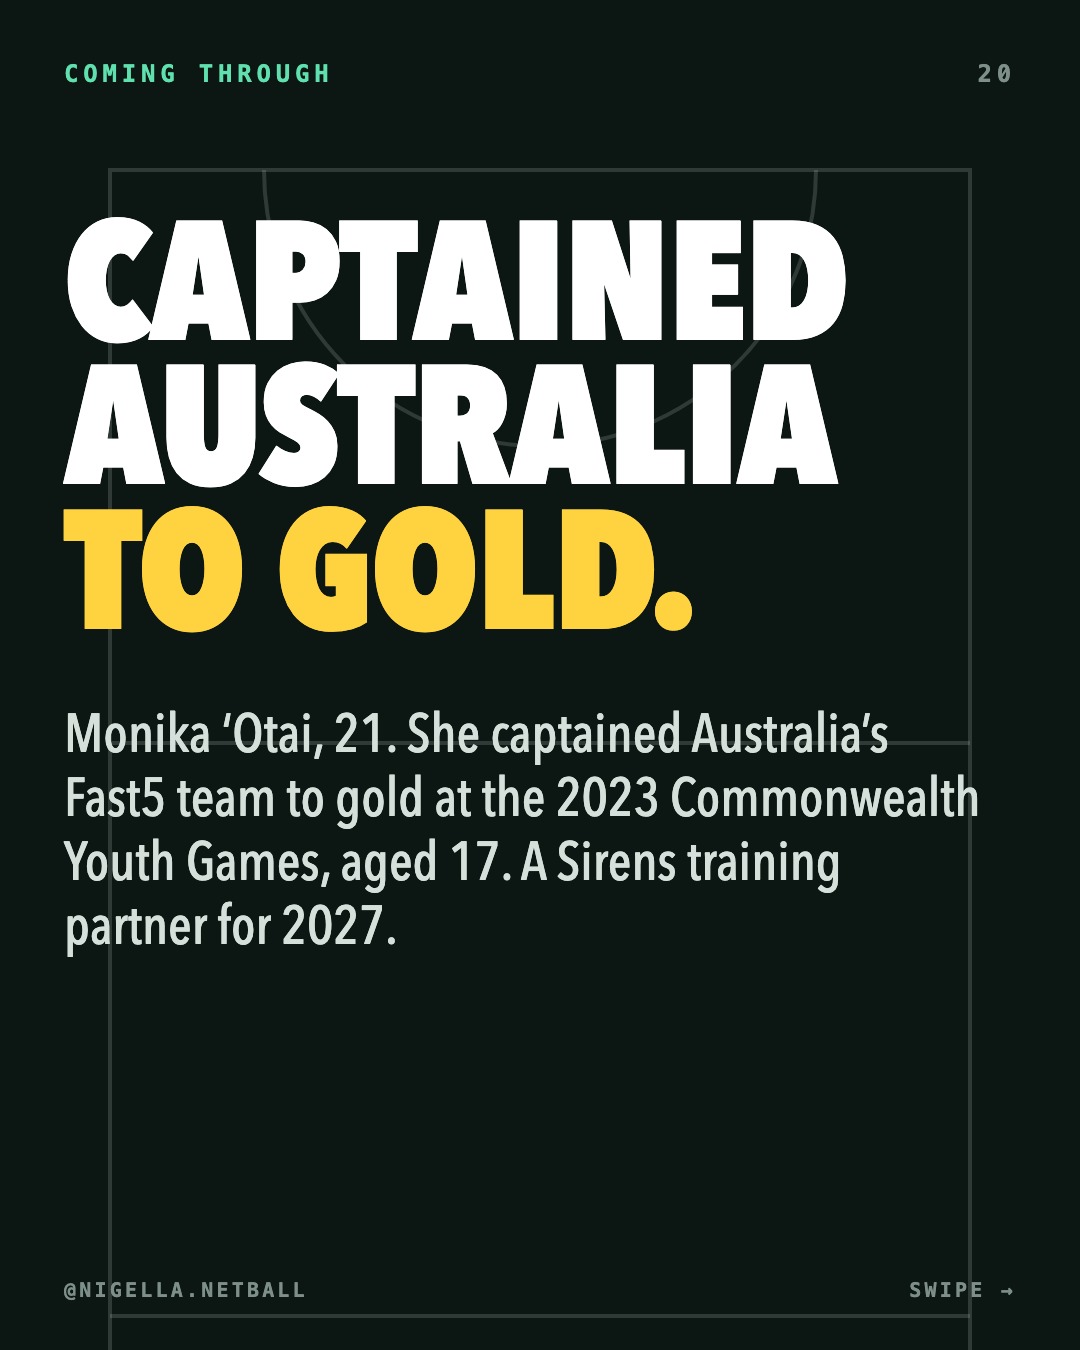 COMING THROUGH
20
CAPTAINED
AUSTRALIA
TO GOLD.
Monika ‘Otai, 21. She captained Australia’s
Fast5 team to gold at the 2023 Commonwealth
Youth Games, aged 17. A Sirens training
partner for 2027.
@NIGELLA.NETBALL
SWIPE →